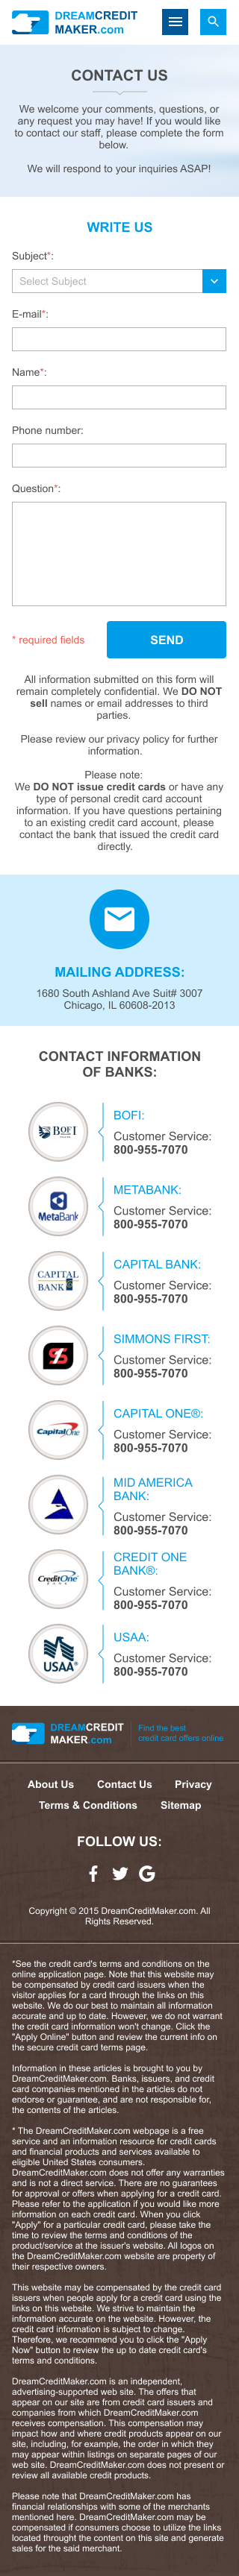 DREAMCREDIT
MAKER.com
CONTACT US
We welcome your comments, questions, or
any request you may have! If you would like
to contact our staff, please complete the form
below.
We will respond to your inquiries ASAP!
WRITE US
Subject*:
Select Subject
E-mail*:
Name*:
Phone number:
Question*:
* required fields
SEND
All information submitted on this form will
remain completely confidential. We DO NOT
sell names or email addresses to third
parties.
Please review our privacy policy for further
information.
Please note:
We DO NOT issue credit cards or have any
type of personal credit card account
information. If you have questions pertaining
to an existing credit card account, please
contact the bank that issued the credit card
directly.
MAILING ADDRESS:
1680 South Ashland Ave Suit# 3007
Chicago, IL 60608-2013
CONTACT INFORMATION
OF BANKS:
BOFI
BOFI:
Customer Service:
800-955-7070
MetaBank
METABANK:
Customer Service:
800-955-7070
CAPITAL
BANK
CAPITAL BANK:
Customer Service:
800-955-7070
SIMMONS FIRST:
Customer Service:
800-955-7070
Capital One
CAPITAL ONE®:
Customer Service:
800-955-7070
MID AMERICA
BANK:
Customer Service:
800-955-7070
Credit One
BANK
CREDIT ONE
BANK®:
Customer Service:
800-955-7070
USAA®
USAA:
Customer Service:
800-955-7070
DREAMCREDIT
MAKER.com
Find the best
credit card offers online
About Us Contact Us Privacy
Terms & Conditions Sitemap
FOLLOW US:
Copyright © 2015 DreamCreditMaker.com. All
Rights Reserved.
*See the credit card's terms and conditions on the
online application page. Note that this website may
be compensated by credit card issuers when the
visitor applies for a card through the links on this
website. We do our best to maintain all information
accurate and up to date. However, we do not warrant
the credit card information won't change. Click the
"Apply Online" button and review the current info on
the secure credit card terms page.
Information in these articles is brought to you by
DreamCreditMaker.com. Banks, issuers, and credit
card companies mentioned in the articles do not
endorse or guarantee, and are not responsible for,
the contents of the articles.
* The DreamCreditMaker.com webpage is a free
service and an information resource for credit cards
and financial products and services available to
eligible United States consumers.
DreamCreditMaker.com does not offer any warranties
and is not a direct service. There are no guarantees
for approval or offers when applying for a credit card.
Please refer to the application if you would like more
information on each credit card. When you click
"Apply" for a particular credit card, please take the
time to review the terms and conditions of the
product/service at the issuer's website. All logos on
the DreamCreditMaker.com website are property of
their respective owners.
This website may be compensated by the credit card
issuers when people apply for a credit card using the
links on this website. We strive to maintain the
information accurate on the website. However, the
credit card information is subject to change.
Therefore, we recommend you to click the "Apply
Now" button to review the up to date credit card's
terms and conditions.
DreamCreditMaker.com is an independent,
advertising-supported web site. The offers that
appear on our site are from credit card issuers and
companies from which DreamCreditMaker.com
receives compensation. This compensation may
impact how and where credit products appear on our
site, including, for example, the order in which they
may appear within listings on separate pages of our
web site. DreamCreditMaker.com does not present or
review all available credit products.
Please note that DreamCreditMaker.com has
financial relationships with some of the merchants
mentioned here. DreamCreditMaker.com may be
compensated if consumers choose to utilize the links
located throught the content on this site and generate
sales for the said merchant.